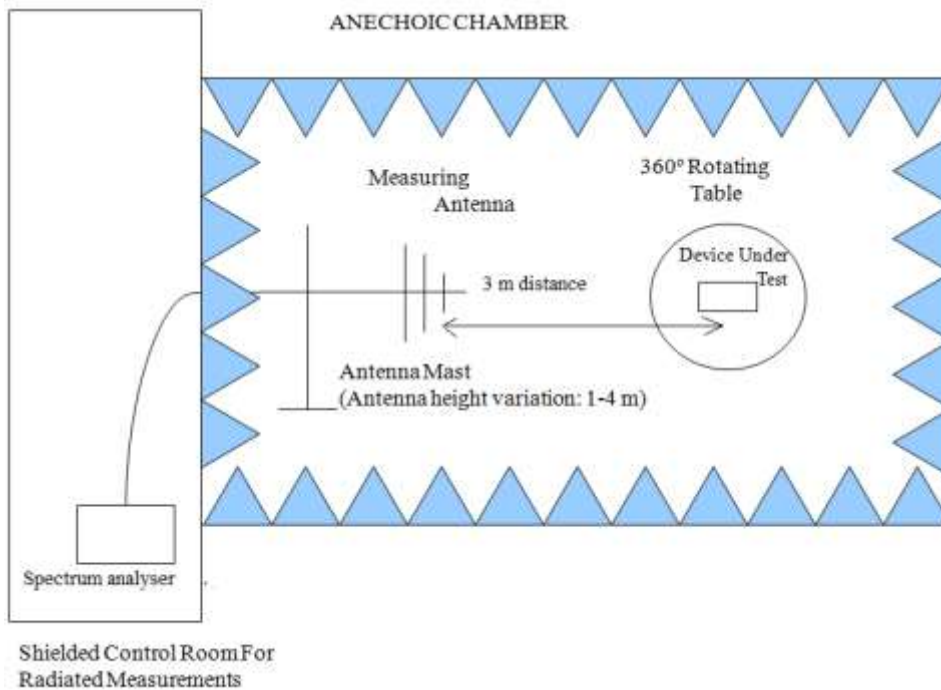 ANECHOIC CHAMBER
Measuring
Antenna
360º Rotating
Table
Device Under
Test
3 m distance
Antenna Mast
(Antenna height variation: 1-4 m)
Spectrum analyser
Shielded Control Room For
Radiated Measurements